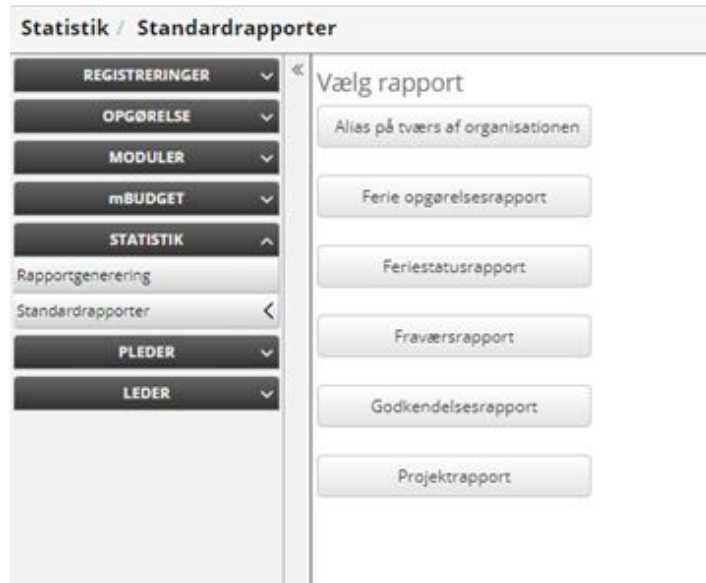 Statistik / Standardrapporter
REGISTRERINGER
OPGØRELSE
MODULER
mBUDGET
STATISTIK
Rapportgenerering
Standardrapporter
PLEDER
LEDER
Vælg rapport
Alias på tværs af organisationen
Ferie opgørelsesrapport
Feriestatusrapport
Fraværsrapport
Godkendelsesrapport
Projektrapport